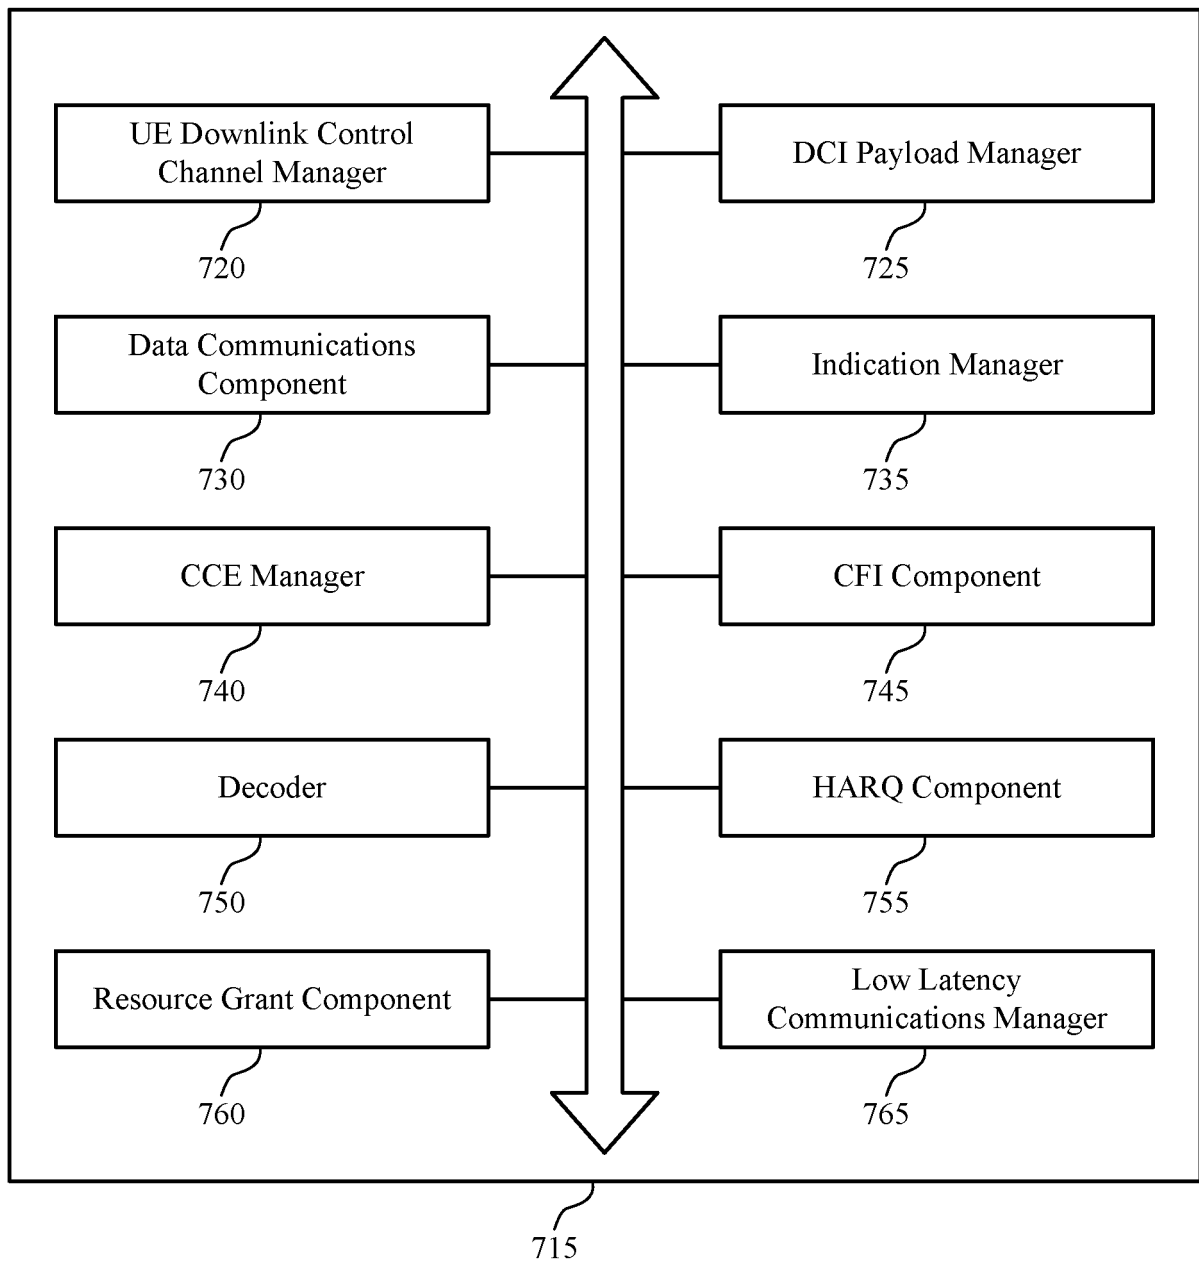 UE Downlink Control
Channel Manager
720
DCI Payload Manager
725
Data Communications
Component
730
Indication Manager
735
CCE Manager
740
CFI Component
745
Decoder
750
HARQ Component
755
Resource Grant Component
760
Low Latency
Communications Manager
765
715